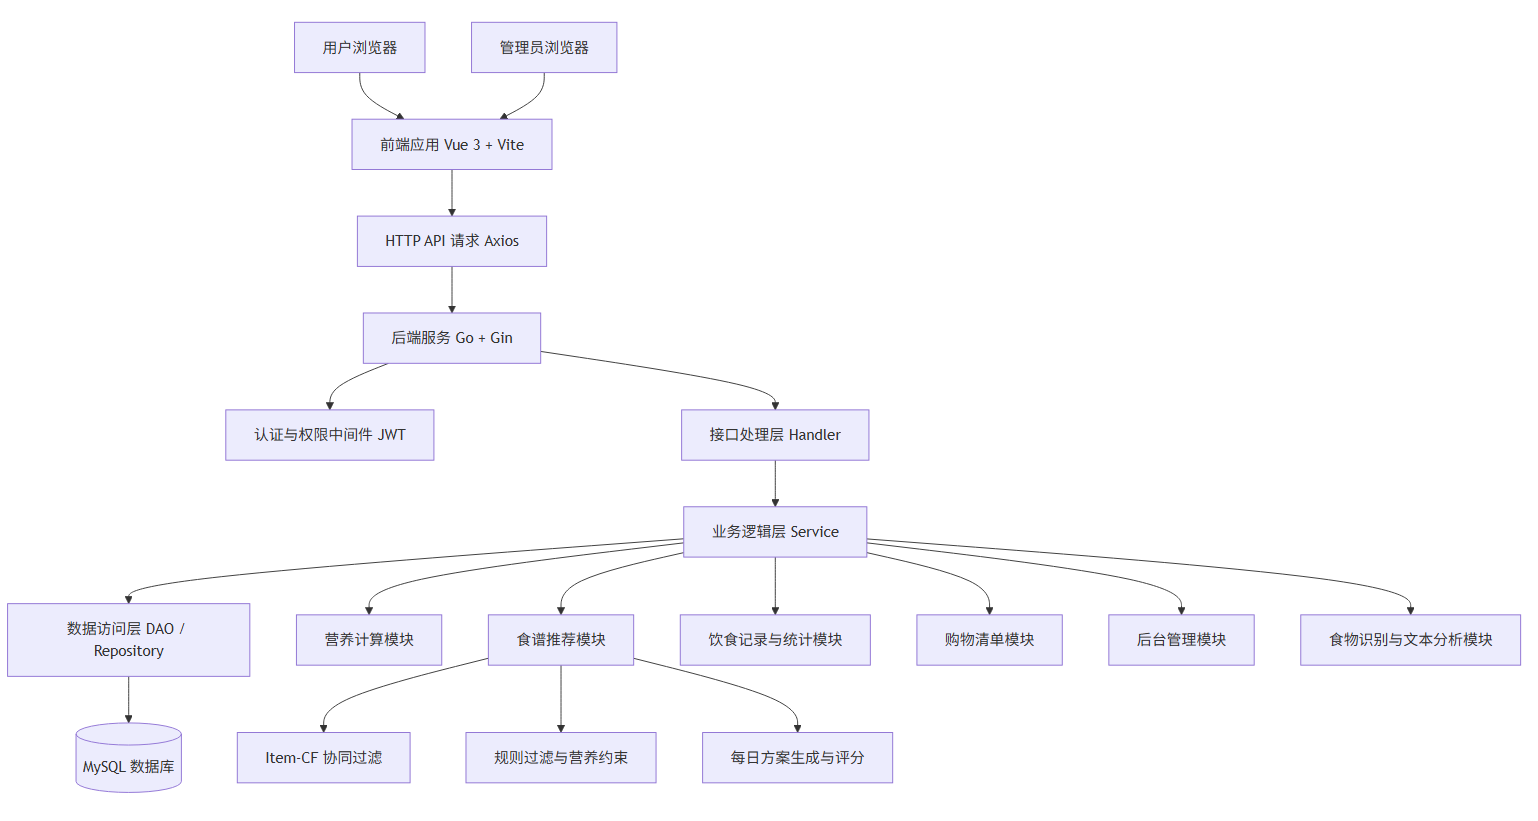 用户浏览器
管理员浏览器
前端应用 Vue 3 + Vite
HTTP API 请求 Axios
后端服务 Go + Gin
认证与权限中间件 JWT
接口处理层 Handler
业务逻辑层 Service
数据访问层 DAO /
Repository
营养计算模块
食谱推荐模块
饮食记录与统计模块
购物清单模块
后台管理模块
食物识别与文本分析模块
MySQL 数据库
Item-CF 协同过滤
规则过滤与营养约束
每日方案生成与评分